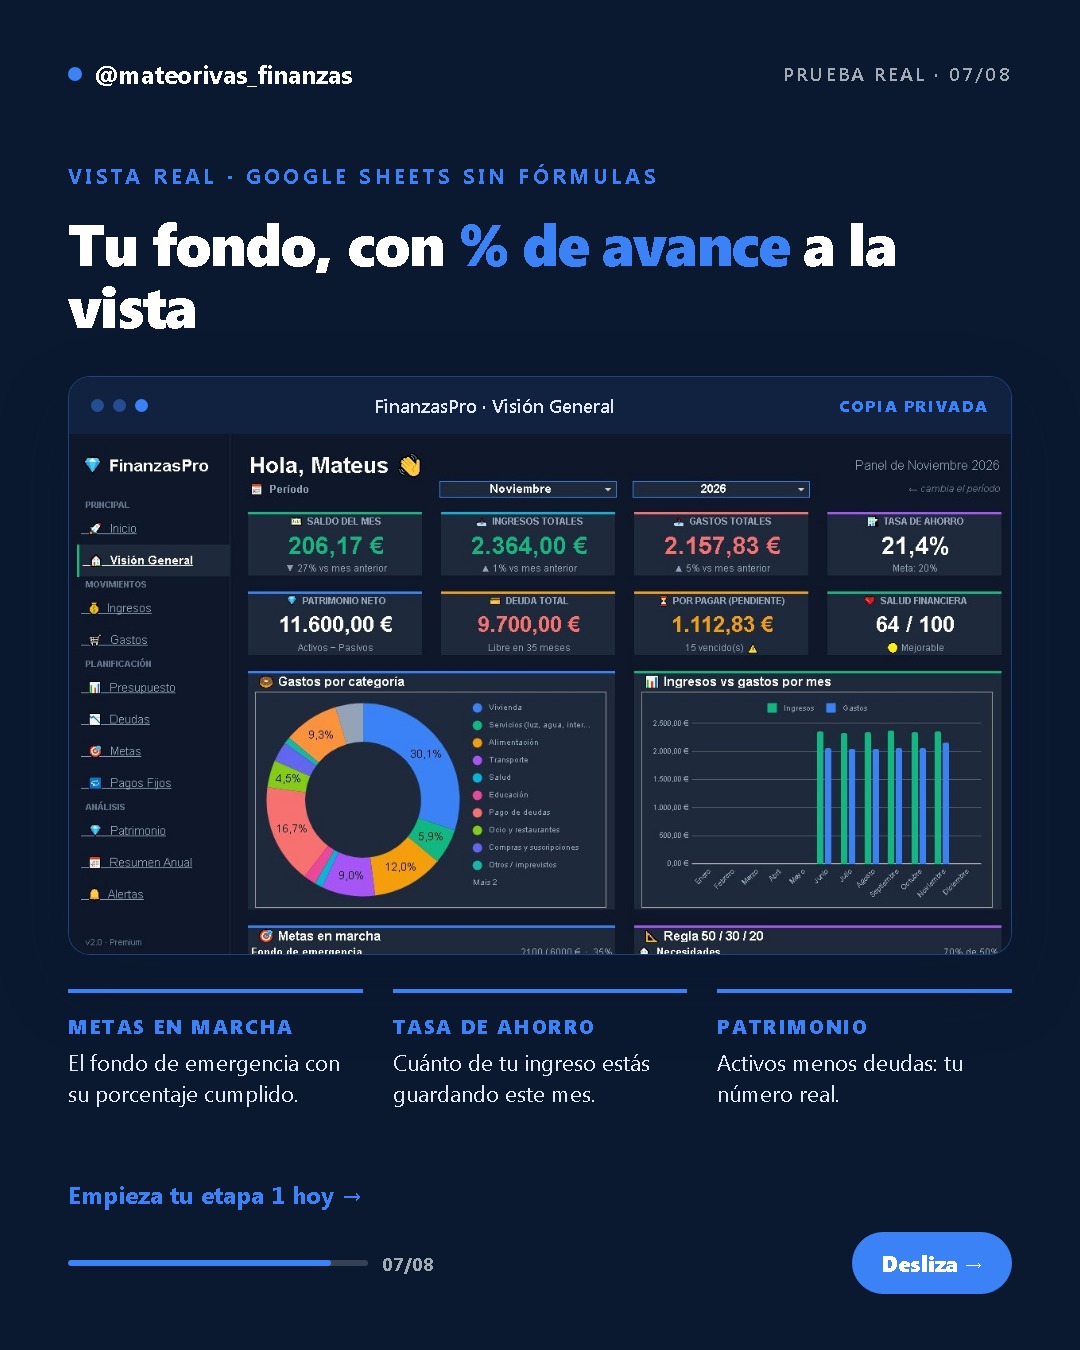 @mateorivas_finanzas
PRUEBA REAL · 07/08
VISTA REAL · GOOGLE SHEETS SIN FÓRMULAS
Tu fondo, con % de avance a la
vista
FinanzasPro · Visión General
COPIA PRIVADA
FinanzasPro
PRINCIPAL
Inicio
Visión General
MOVIMIENTOS
Ingresos
Gastos
PLANIFICACIÓN
Presupuesto
Deudas
Metas
Pagos Fijos
ANÁLISIS
Patrimonio
Resumen Anual
Alertas
v2.0 · Premium
Hola, Mateus 👋
Panel de Noviembre 2026
Período
Noviembre
2026
← cambia el período
SALDO DEL MES
206,17 €
▼ 27% vs mes anterior
INGRESOS TOTALES
2.364,00 €
▲ 1% vs mes anterior
GASTOS TOTALES
2.157,83 €
▲ 5% vs mes anterior
TASA DE AHORRO
21,4%
Meta: 20%
PATRIMONIO NETO
11.600,00 €
Activos − Pasivos
DEUDA TOTAL
9.700,00 €
Libre en 35 meses
POR PAGAR (PENDIENTE)
1.112,83 €
15 vencido(s) ⚠
SALUD FINANCIERA
64 / 100
Mejorable
Gastos por categoría
30,1%
5,9%
12,0%
9,0%
16,7%
4,5%
9,3%
Vivienda
Servicios (luz, agua, inter...
Alimentación
Transporte
Salud
Educación
Pago de deudas
Ocio y restaurantes
Compras y suscripciones
Otros / imprevistos
Mais 2
Ingresos vs gastos por mes
Ingresos
Gastos
2.500,00 €
2.000,00 €
1.500,00 €
1.000,00 €
500,00 €
0,00 €
Enero
Febrero
Marzo
Abril
Mayo
Junio
Julio
Agosto
Septiembre
Octubre
Noviembre
Diciembre
Metas en marcha
Fondo de emergencia
2100 / 6000 € · 35%
Regla 50 / 30 / 20
Necesidades
70% de 50%
METAS EN MARCHA
El fondo de emergencia con
su porcentaje cumplido.
TASA DE AHORRO
Cuánto de tu ingreso estás
guardando este mes.
PATRIMONIO
Activos menos deudas: tu
número real.
Empieza tu etapa 1 hoy →
07/08
Desliza →